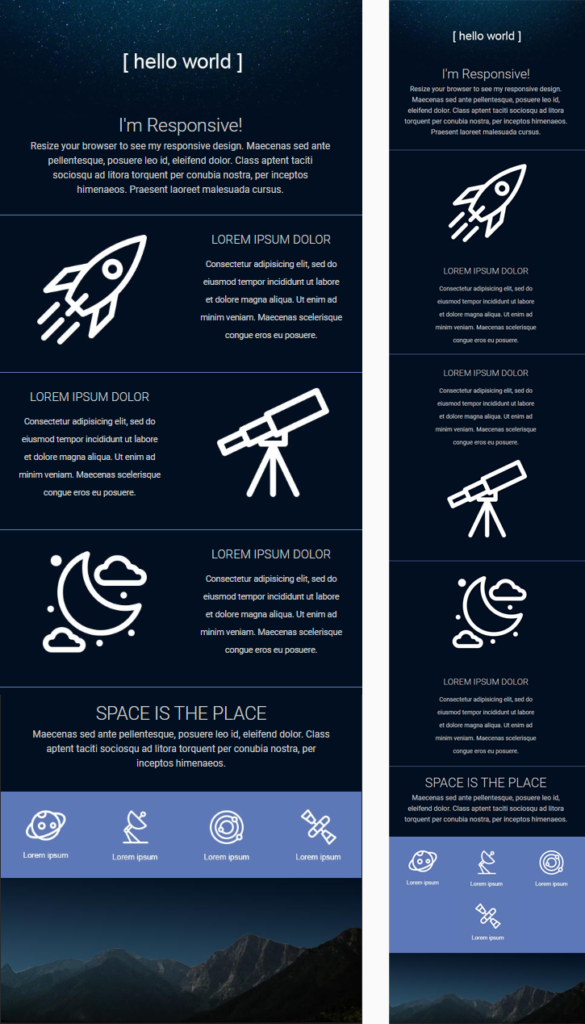 [ hello world ]
I'm Responsive!
Resize your browser to see my responsive design. Maecenas sed ante
pellentesque, posuere leo id, eleifend dolor. Class aptent taciti
sociosqu ad litora torquent per conubia nostra, per inceptos
himenaeos. Praesent laoreet malesuada cursus.
LOREM IPSUM DOLOR
Consectetur adipisicing elit, sed do
eiusmod tempor incididunt ut labore
et dolore magna aliqua. Ut enim ad
minim veniam. Maecenas scelerisque
congue eros eu posuere.
LOREM IPSUM DOLOR
Consectetur adipisicing elit, sed do
eiusmod tempor incididunt ut labore
et dolore magna aliqua. Ut enim ad
minim veniam. Maecenas scelerisque
congue eros eu posuere.
LOREM IPSUM DOLOR
Consectetur adipisicing elit, sed do
eiusmod tempor incididunt ut labore
et dolore magna aliqua. Ut enim ad
minim veniam. Maecenas scelerisque
congue eros eu posuere.
SPACE IS THE PLACE
Maecenas sed ante pellentesque, posuere leo id, eleifend dolor. Class
aptent taciti sociosqu ad litora torquent per conubia nostra, per
inceptos himenaeos.
Lorem ipsum
Lorem ipsum
Lorem ipsum
Lorem ipsum
[ hello world ]
I'm Responsive!
Resize your browser to see my responsive design.
Maecenas sed ante pellentesque, posuere leo id,
eleifend dolor. Class aptent taciti sociosqu ad litora
torquent per conubia nostra, per inceptos himenaeos.
Praesent laoreet malesuada cursus.
LOREM IPSUM DOLOR
Consectetur adipisicing elit, sed do
eiusmod tempor incididunt ut labore
et dolore magna aliqua. Ut enim ad
minim veniam. Maecenas scelerisque
congue eros eu posuere.
LOREM IPSUM DOLOR
Consectetur adipisicing elit, sed do
eiusmod tempor incididunt ut labore
et dolore magna aliqua. Ut enim ad
minim veniam. Maecenas scelerisque
congue eros eu posuere.
LOREM IPSUM DOLOR
Consectetur adipisicing elit, sed do
eiusmod tempor incididunt ut labore
et dolore magna aliqua. Ut enim ad
minim veniam. Maecenas scelerisque
congue eros eu posuere.
SPACE IS THE PLACE
Maecenas sed ante pellentesque, posuere leo id,
eleifend dolor. Class aptent taciti sociosqu ad litora
torquent per conubia nostra, per inceptos himenaeos.
Lorem ipsum
Lorem ipsum
Lorem ipsum
Lorem ipsum